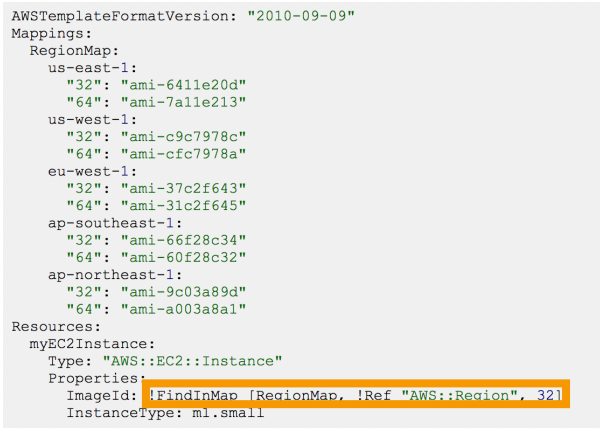 AWSTemplateFormatVersion: "2010-09-09"
Mappings:
  RegionMap:
    us-east-1:
      "32": "ami-6411e20d"
      "64": "ami-7a11e213"
    us-west-1:
      "32": "ami-c9c7978c"
      "64": "ami-cfc7978a"
    eu-west-1:
      "32": "ami-37c2f643"
      "64": "ami-31c2f645"
    ap-southeast-1:
      "32": "ami-66f28c34"
      "64": "ami-60f28c32"
    ap-northeast-1:
      "32": "ami-9c03a89d"
      "64": "ami-a003a8a1"
Resources:
  myEC2Instance:
    Type: "AWS::EC2::Instance"
    Properties:
      ImageId: !FindInMap [RegionMap, !Ref "AWS::Region", 32]
      InstanceType: m1.small